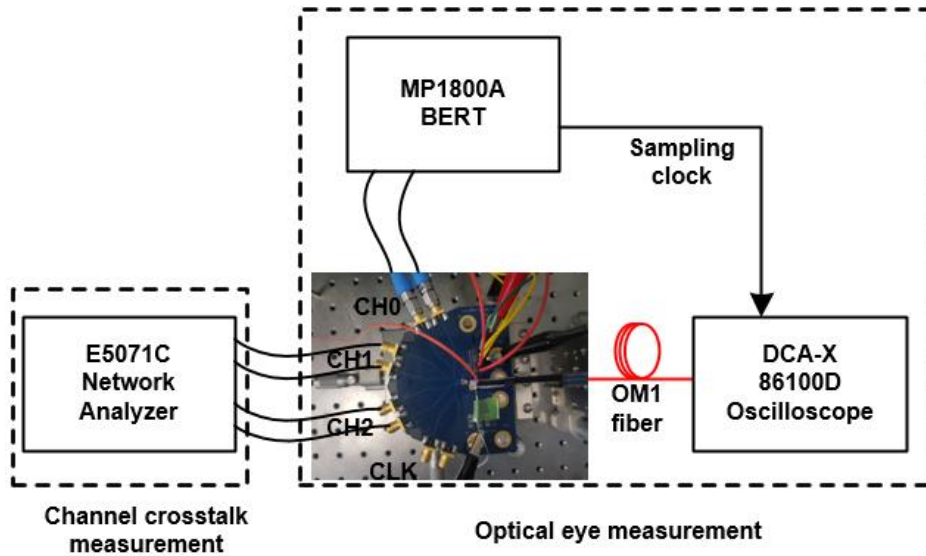 MP1800A
BERT
Sampling
clock
CH0
CH1
CH2
CLK
E5071C
Network
Analyzer
OM1
fiber
DCA-X
86100D
Oscilloscope
Channel crosstalk
measurement
Optical eye measurement